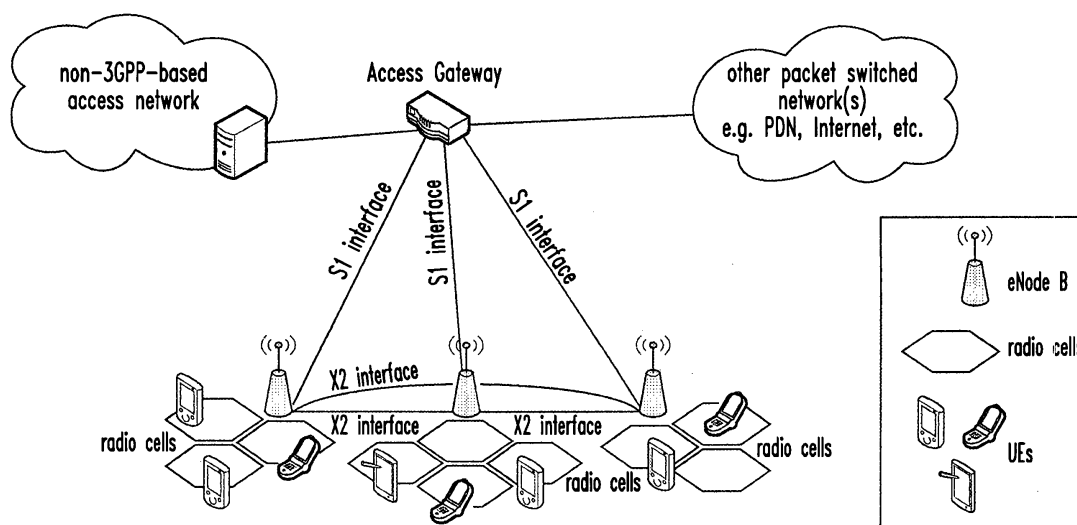 non-3GPP-based
access network
Access Gateway
other packet switched
network(s)
e.g. PDN, Internet, etc.
S1 interface
S1 interface
S1 interface
eNode B
radio cells
X2 interface
X2 interface
X2 interface
radio cells
radio cells
radio cells
UEs